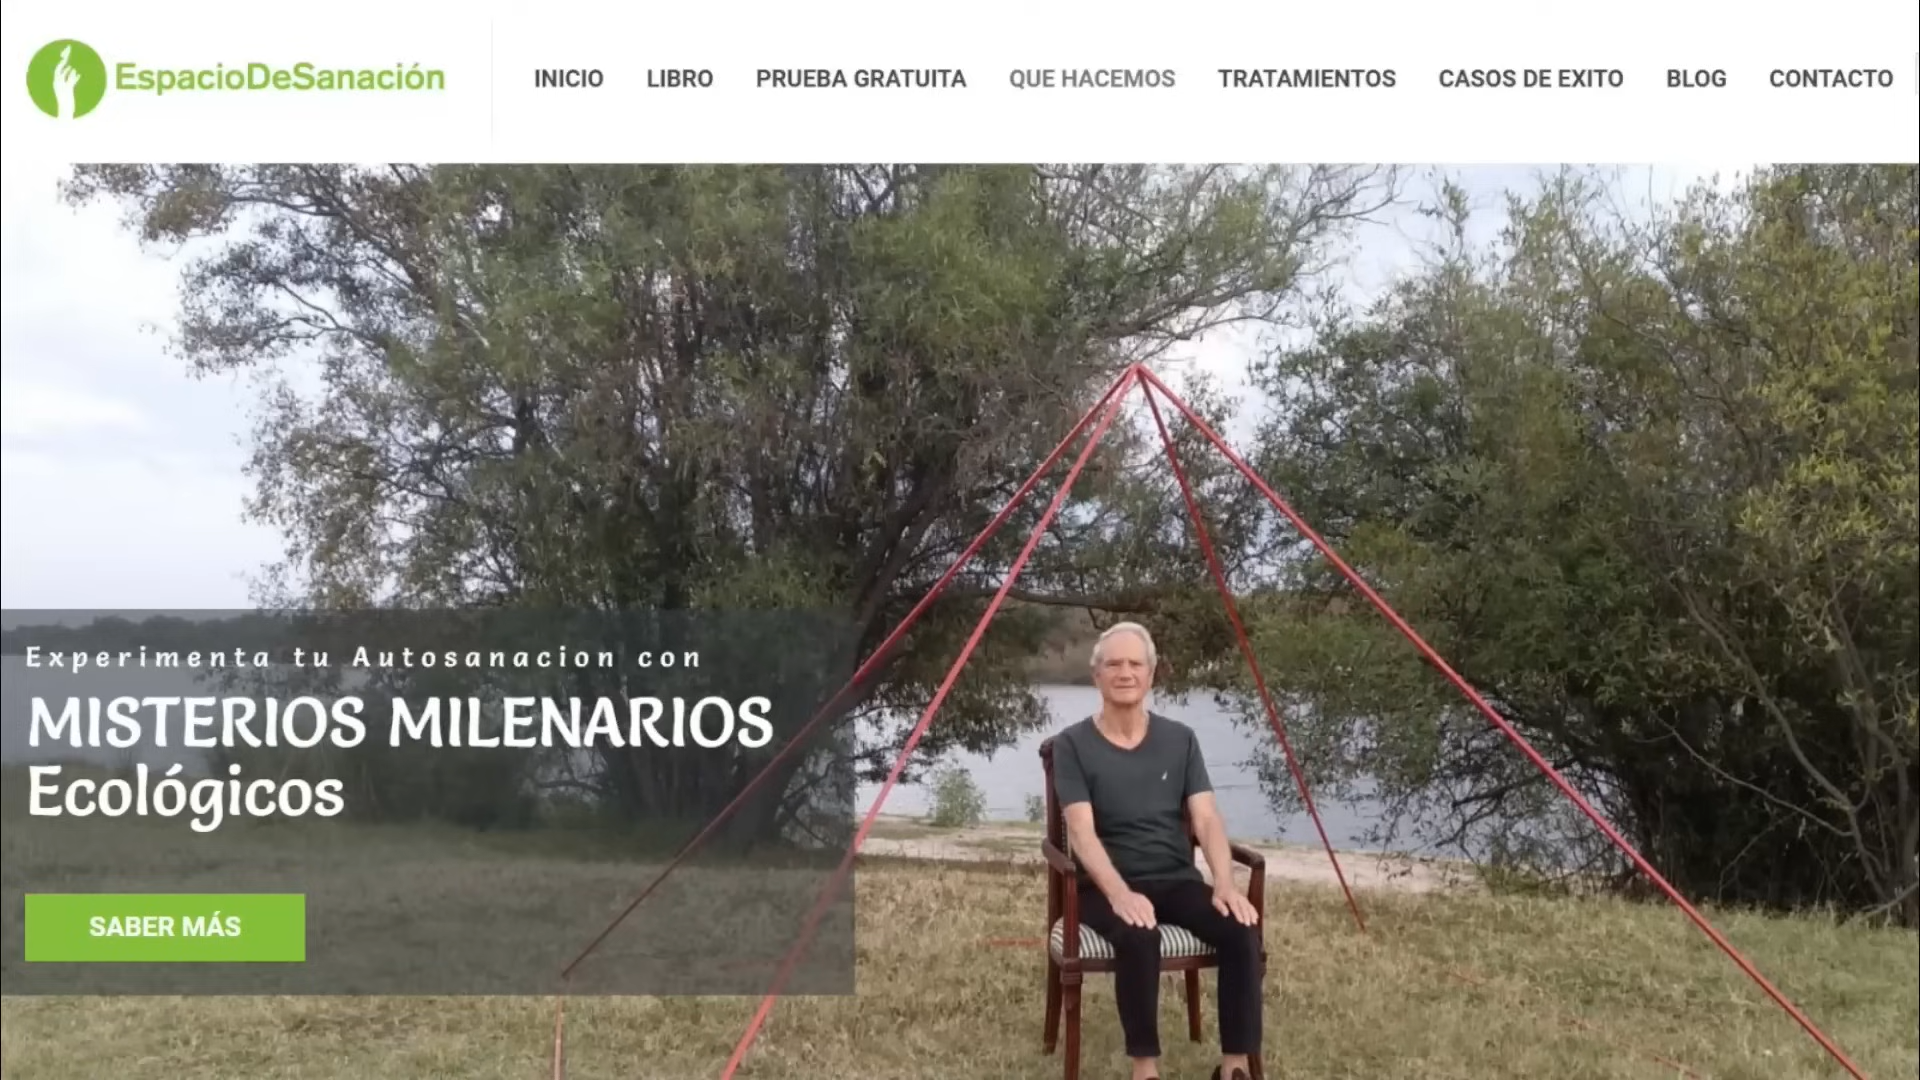 EspacioDeSanación
INICIO LIBRO PRUEBA GRATUITA QUE HACEMOS TRATAMIENTOS CASOS DE EXITO BLOG CONTACTO
Experimenta tu Autosanacion con
MISTERIOS MILENARIOS
Ecológicos
SABER MÁS